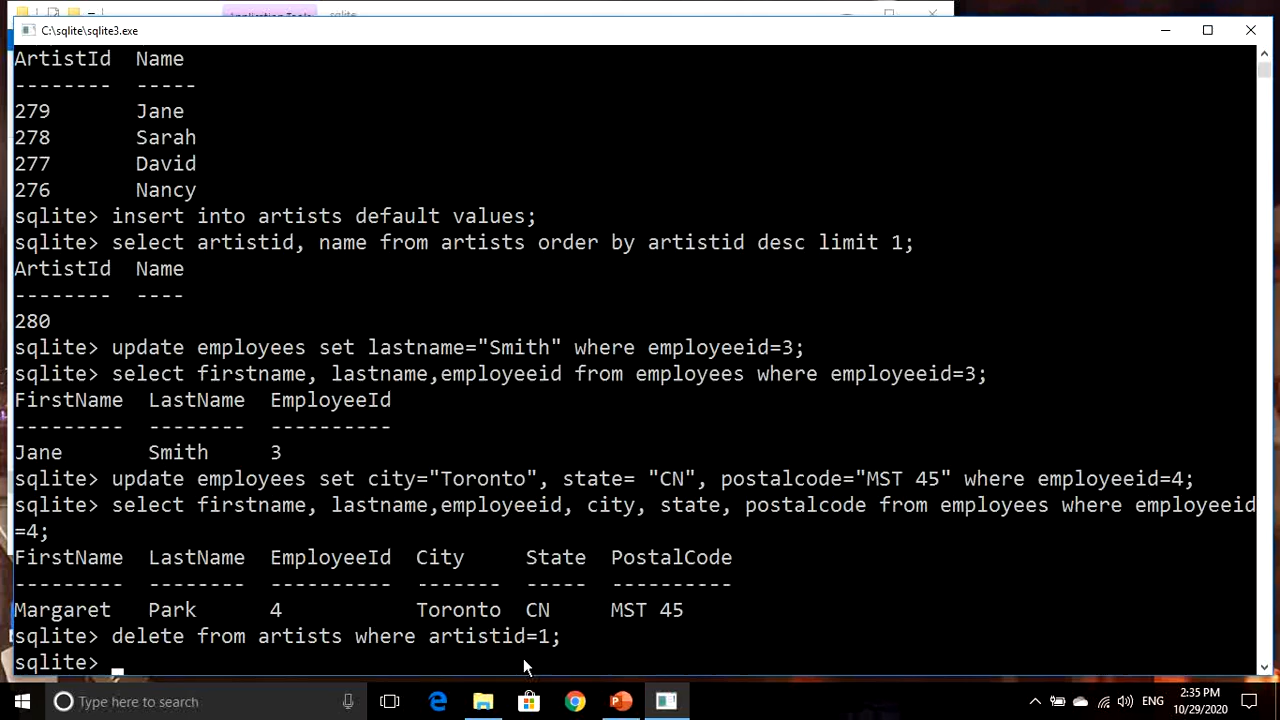 Application Tools sqlite
C:\sqlite\sqlite3.exe
ArtistId Name
-------- -----
279 Jane
278 Sarah
277 David
276 Nancy
sqlite> insert into artists default values;
sqlite> select artistid, name from artists order by artistid desc limit 1;
ArtistId Name
-------- ----
280
sqlite> update employees set lastname="Smith" where employeeid=3;
sqlite> select firstname, lastname,employeeid from employees where employeeid=3;
FirstName LastName EmployeeId
--------- -------- ----------
Jane Smith 3
sqlite> update employees set city="Toronto", state= "CN", postalcode="MST 45" where employeeid=4;
sqlite> select firstname, lastname,employeeid, city, state, postalcode from employees where employeeid
=4;
FirstName LastName EmployeeId City State PostalCode
--------- -------- ---------- ------- ----- ----------
Margaret Park 4 Toronto CN MST 45
sqlite> delete from artists where artistid=1;
sqlite>
Type here to search
ENG
2:35 PM
10/29/2020